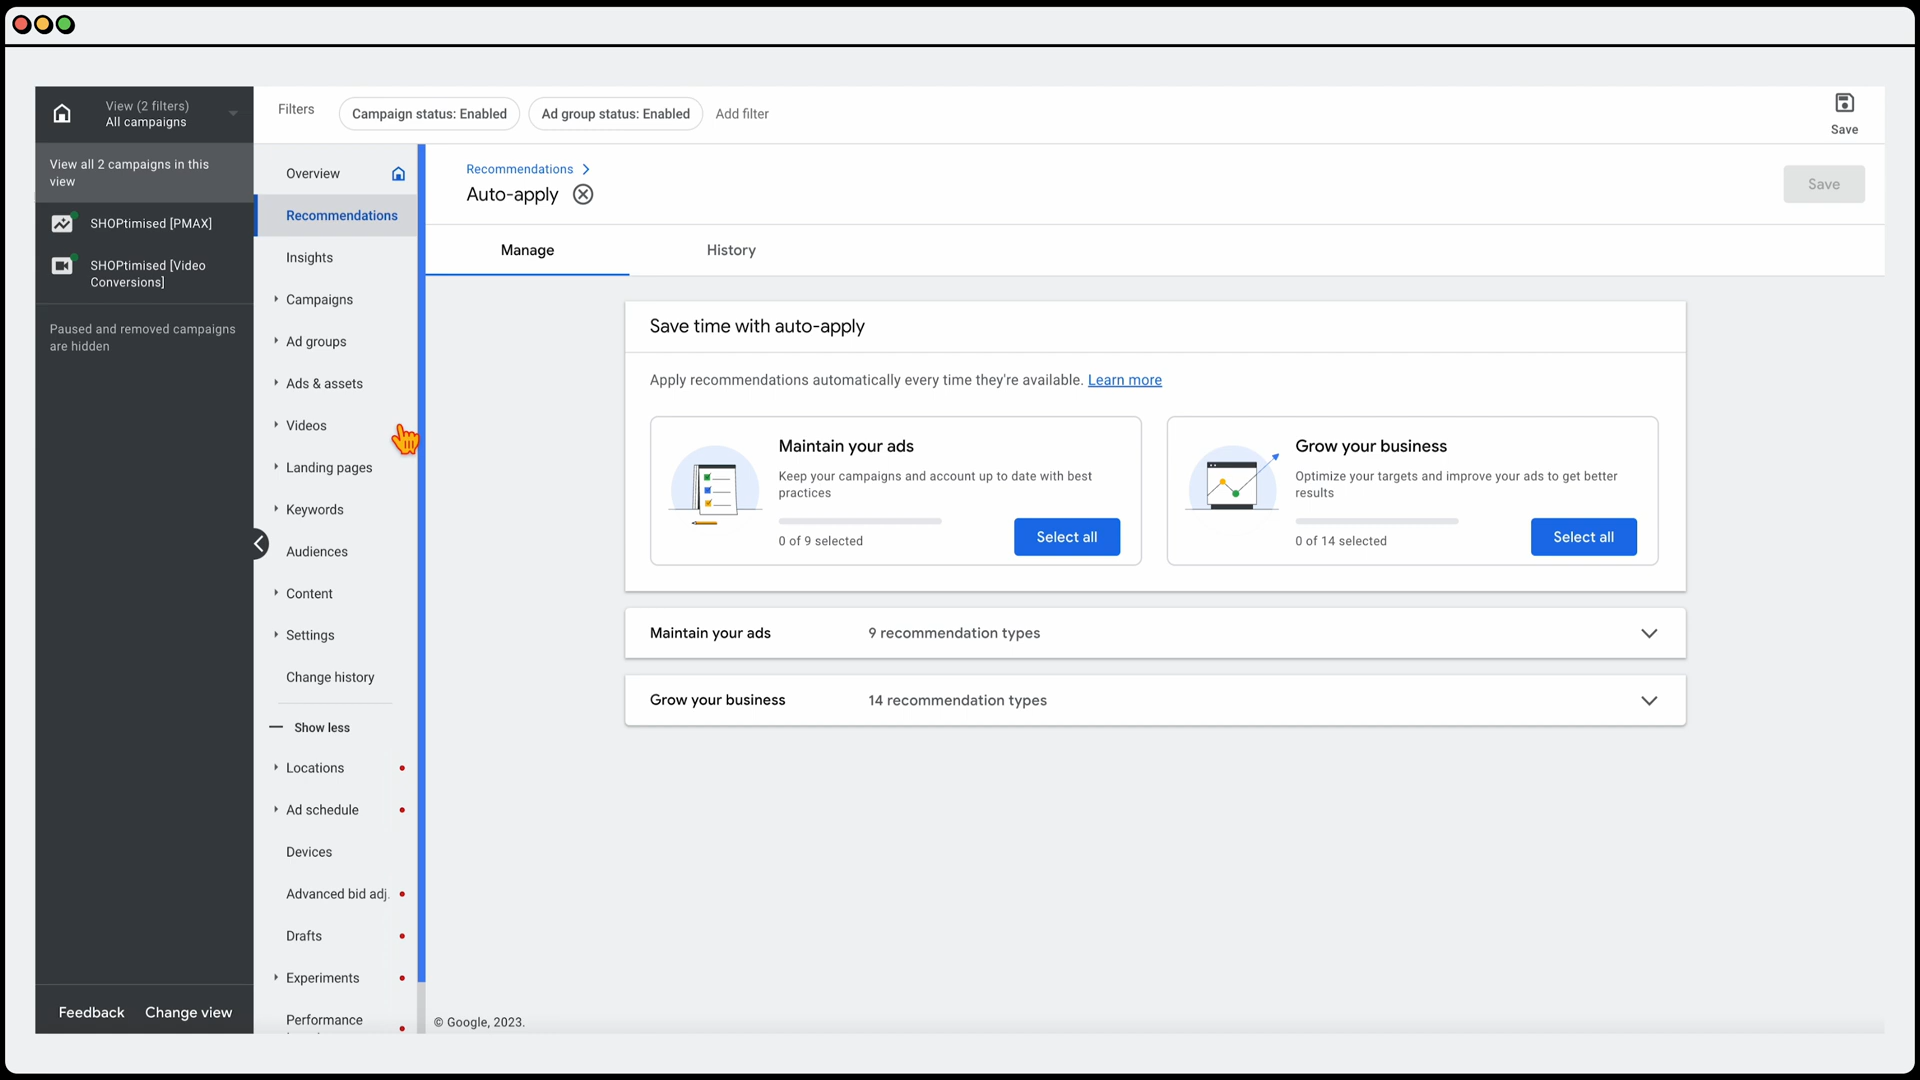 View (2 filters)
All campaigns
View all 2 campaigns in this
view
SHOPtimised [PMAX]
SHOPtimised [Video
Conversions]
Paused and removed campaigns
are hidden
Feedback
Change view
Filters
Campaign status: Enabled
Ad group status: Enabled
Add filter
Save
Overview
Recommendations
Insights
Campaigns
Ad groups
Ads & assets
Videos
Landing pages
Keywords
Audiences
Content
Settings
Change history
Show less
Locations
Ad schedule
Devices
Advanced bid adj.
Drafts
Experiments
Performance
Recommendations
Auto-apply
Save
Manage
History
Save time with auto-apply
Apply recommendations automatically every time they're available. Learn more
Maintain your ads
Keep your campaigns and account up to date with best
practices
0 of 9 selected
Select all
Grow your business
Optimize your targets and improve your ads to get better
results
0 of 14 selected
Select all
Maintain your ads
9 recommendation types
Grow your business
14 recommendation types
© Google, 2023.